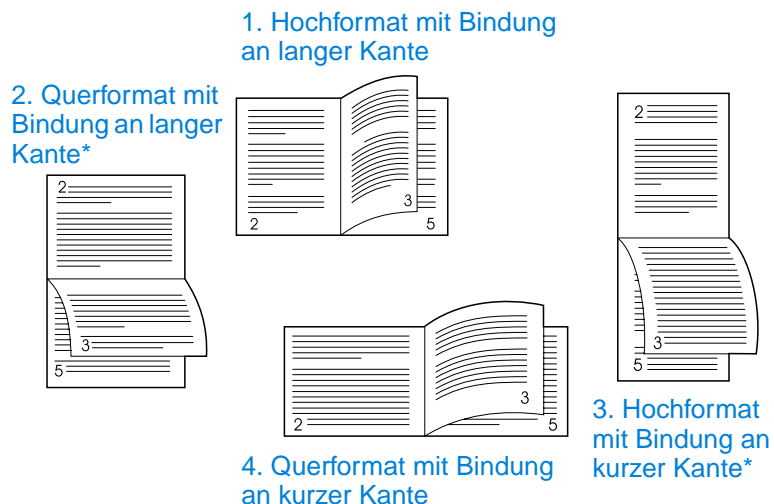 1. Hochformat mit Bindung
an langer Kante
2. Querformat mit
Bindung an langer
Kante*
2
3
5
2
3
5
2
3
5
2
3
5
3. Hochformat
mit Bindung an
kurzer Kante*
4. Querformat mit Bindung
an kurzer Kante